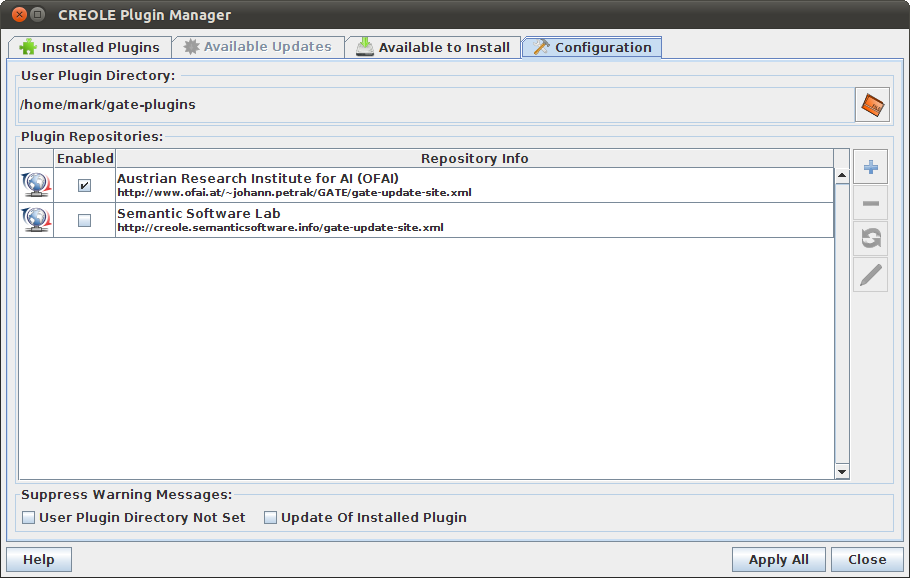 CREOLE Plugin Manager
Installed Plugins
Available Updates
Available to Install
Configuration
User Plugin Directory:
/home/mark/gate-plugins
Plugin Repositories:
Enabled
Repository Info
Austrian Research Institute for AI (OFAI)
http://www.ofai.at/~johann.petrak/GATE/gate-update-site.xml
Semantic Software Lab
http://creole.semanticsoftware.info/gate-update-site.xml
Suppress Warning Messages:
User Plugin Directory Not Set
Update Of Installed Plugin
Help
Apply All
Close